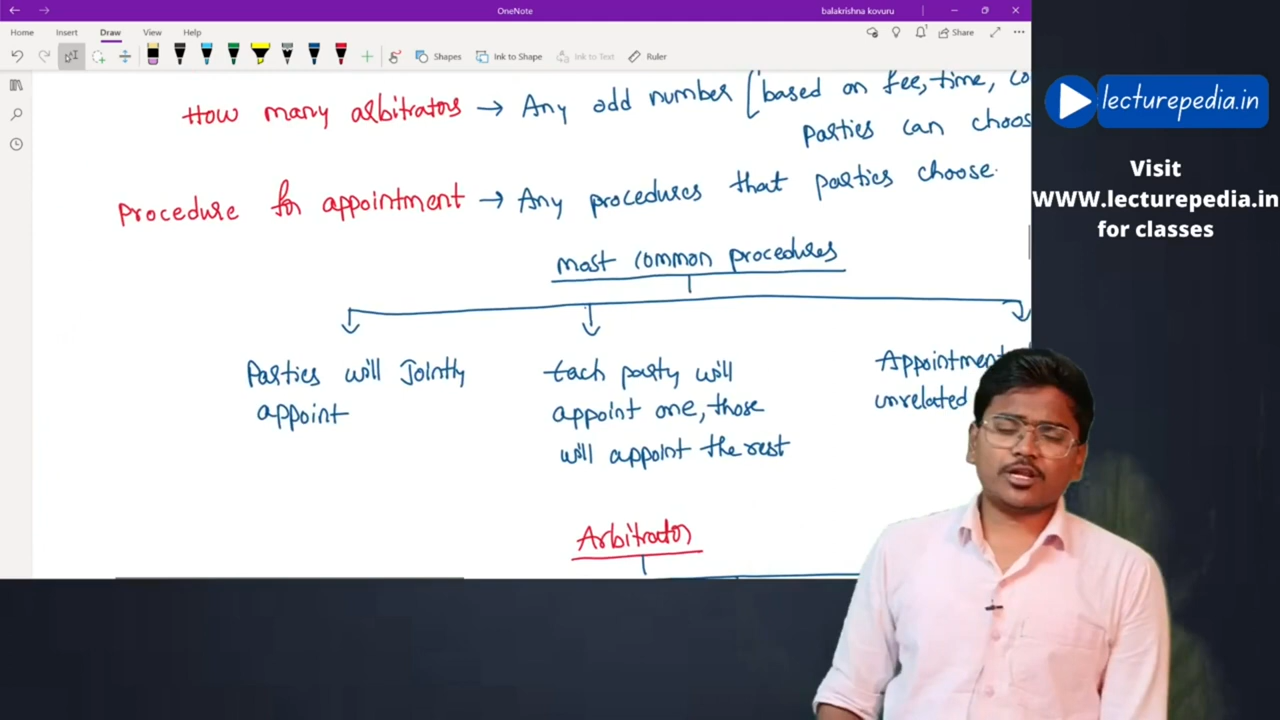 OneNote
balakrishna kovuru
Home Insert Draw View Help
Share
Shapes Ink to Shape Ink to Text Ruler
How many arbitrators → Any odd number [based on fee, time, co
Parties can choos
Procedure for appointment → Any procedures that parties choose.
most common procedures
Parties will Jointly
appoint
Each party will
appoint one, those
will appoint the rest
Appointment
unrelated
Arbitrator
lecturepedia.in
Visit
WWW.lecturepedia.in
for classes